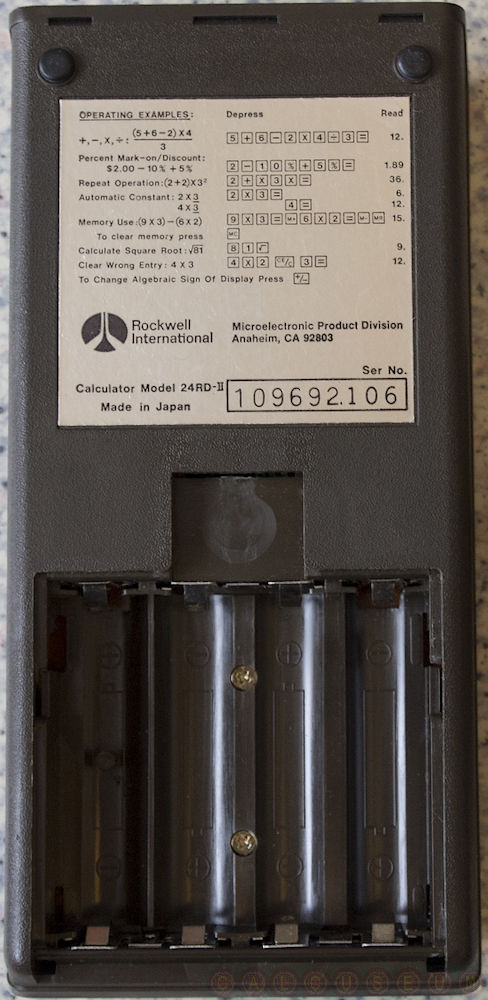 OPERATING EXAMPLES: Depress Read
+,−,x,÷: (5+6−2)X4 5 + 6 − 2 X 4 ÷ 3 = 12.
3
Percent Mark-on/Discount:
$2.00 − 10% + 5% 2 − 1 0 % + 5 % = 1.89
Repeat Operation:(2+2)X3² 2 + X 3 X = 36.
Automatic Constant: 2 X 3 2 X 3 = 6.
4 X 3 4 = 12.
Memory Use:(9 X 3)−(6 X 2) 9 X 3 = M+ 6 X 2 = M− MR 15.
To clear memory press MC
Calculate Square Root:√81 8 1 √ 9.
Clear Wrong Entry: 4 X 3 4 X 2 CE/C 3 = 12.
To Change Algebraic Sign Of Display Press +/−
Rockwell International
Microelectronic Product Division
Anaheim, CA 92803
Ser No.
Calculator Model 24RD-II 109692.106
Made in Japan
CALCUSEUM